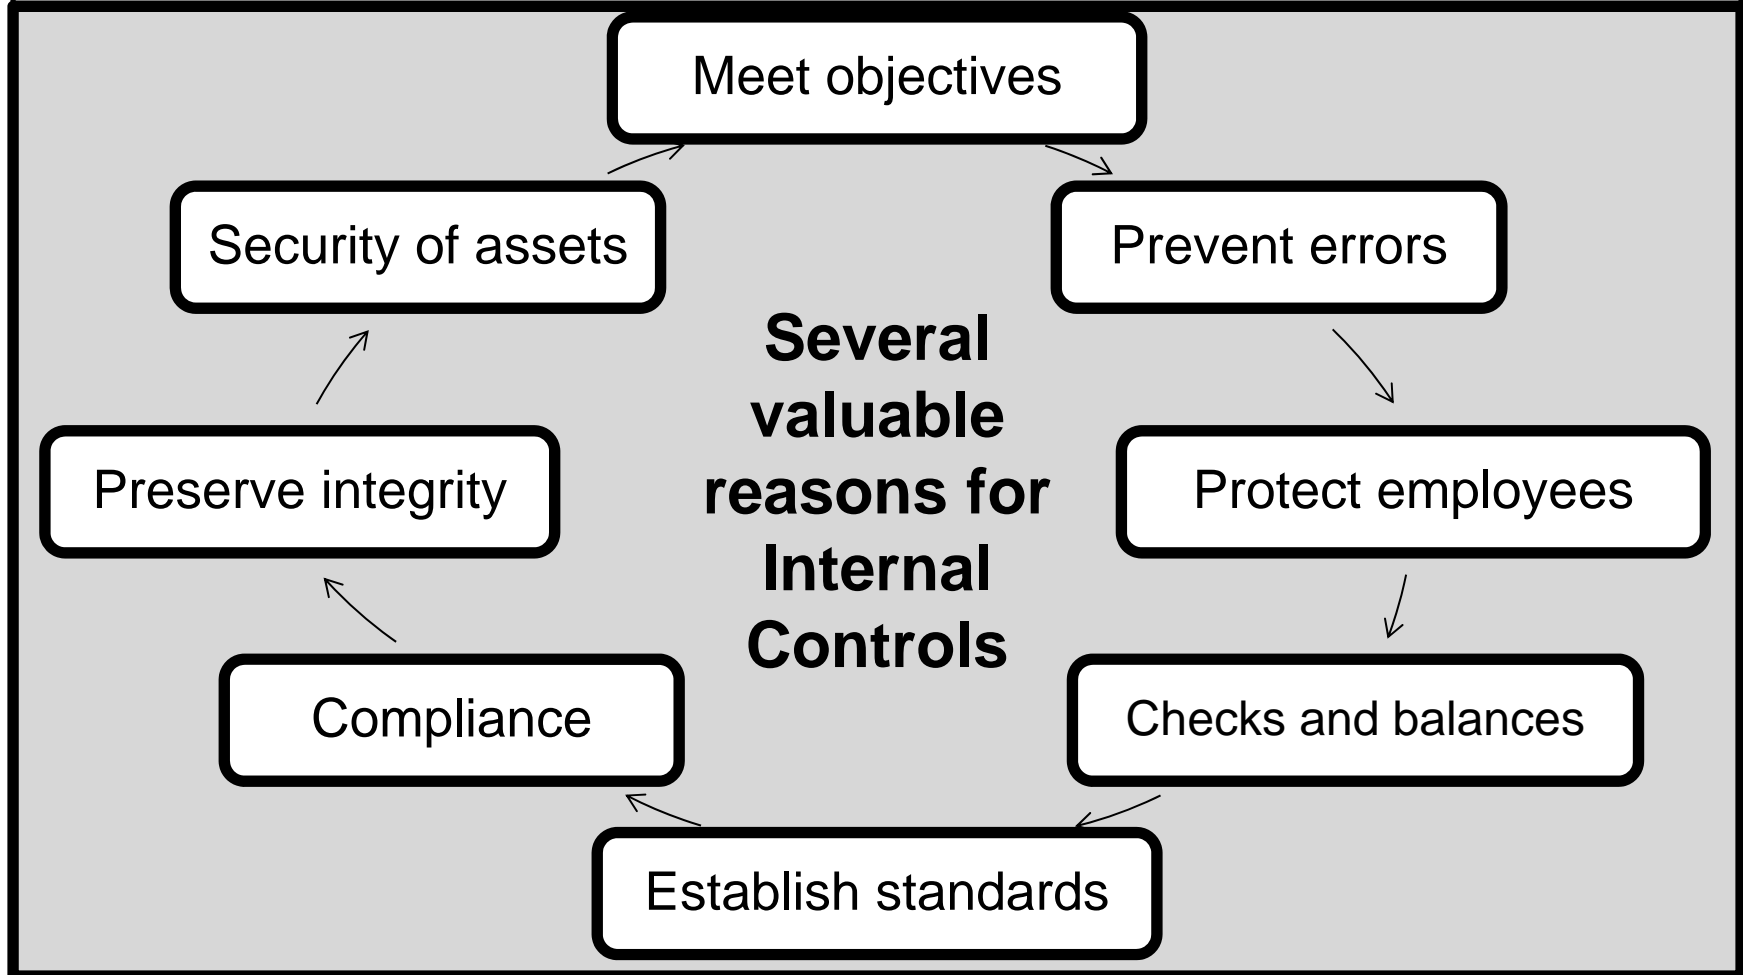 Meet objectives
Security of assets
Prevent errors
Several
valuable
reasons for
Internal
Controls
Preserve integrity
Protect employees
Compliance
Checks and balances
Establish standards